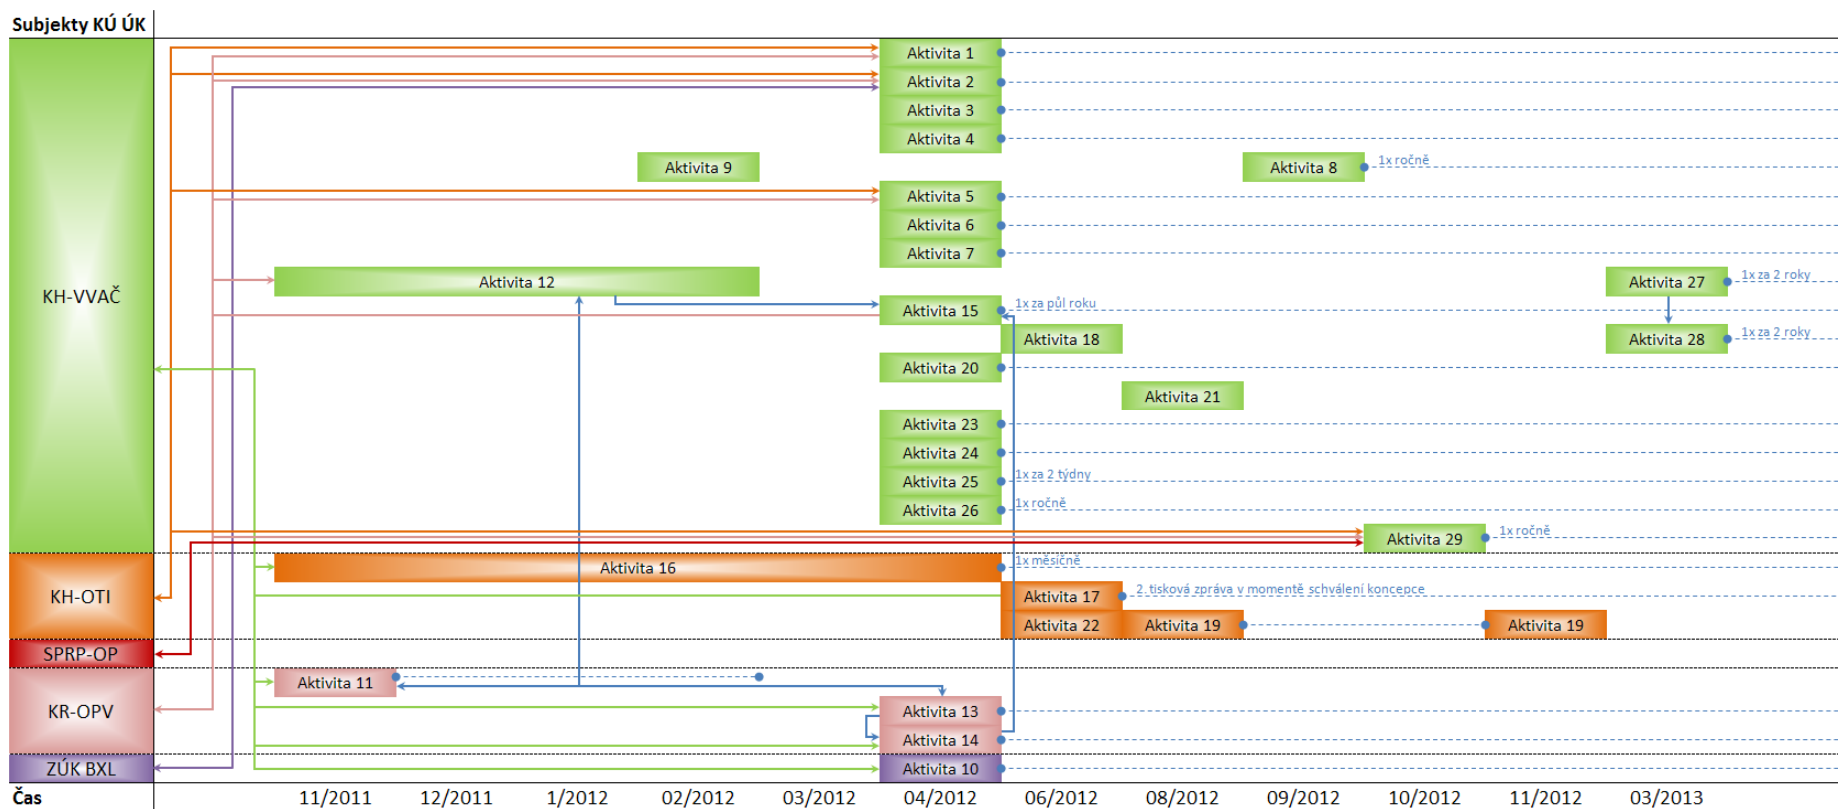 Subjekty KÚ ÚK
Aktivita 1
Aktivita 2
Aktivita 3
Aktivita 4
Aktivita 9
Aktivita 8
1x ročně
Aktivita 5
Aktivita 6
Aktivita 7
KH-VVAČ
Aktivita 12
Aktivita 27
1x za 2 roky
Aktivita 15
1x za půl roku
Aktivita 18
Aktivita 28
1x za 2 roky
Aktivita 20
Aktivita 21
Aktivita 23
Aktivita 24
Aktivita 25
1x za 2 týdny
Aktivita 26
1x ročně
Aktivita 29
1x ročně
KH-OTI
Aktivita 16
1x měsíčně
Aktivita 17
2. tisková zpráva v momentě schválení koncepce
Aktivita 22
Aktivita 19
Aktivita 19
SPRP-OP
KR-OPV
Aktivita 11
Aktivita 13
Aktivita 14
ZÚK BXL
Aktivita 10
Čas
11/2011
12/2011
1/2012
02/2012
03/2012
04/2012
06/2012
08/2012
09/2012
10/2012
11/2012
03/2013